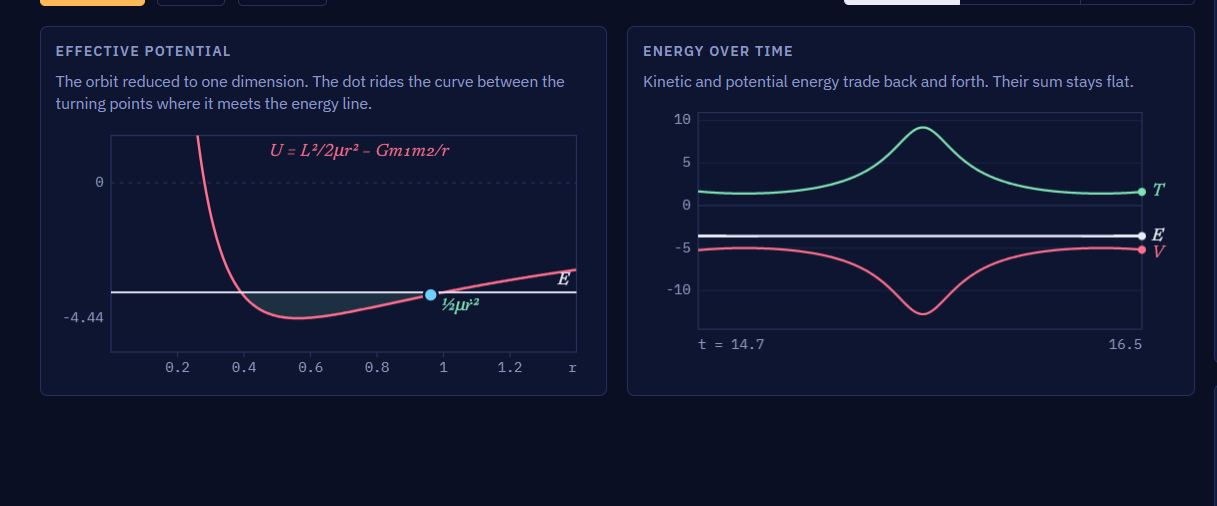 EFFECTIVE POTENTIAL
The orbit reduced to one dimension. The dot rides the curve between the
turning points where it meets the energy line.
U = L²/2μr² − Gm1m2/r
0
E
½μṙ²
-4.44
0.2 0.4 0.6 0.8 1 1.2 r
ENERGY OVER TIME
Kinetic and potential energy trade back and forth. Their sum stays flat.
10
5
T
0
E
-5
V
-10
t = 14.7 16.5